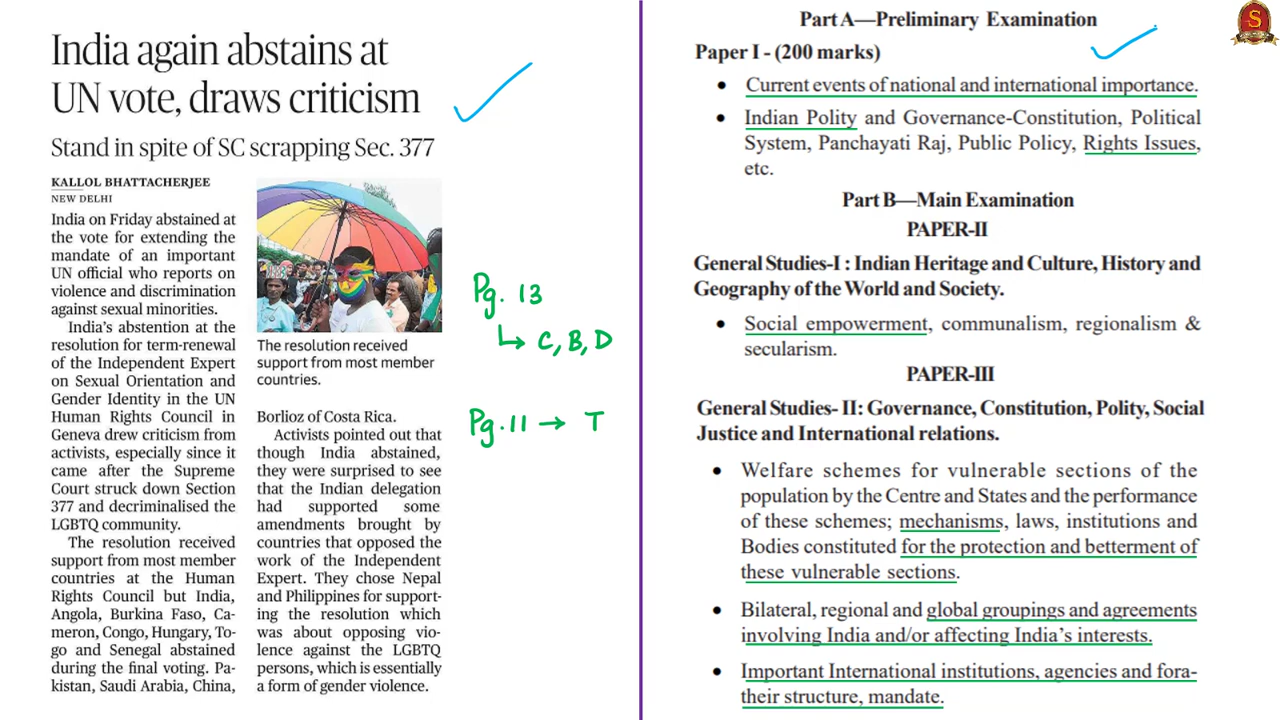 India again abstains at
UN vote, draws criticism
Stand in spite of SC scrapping Sec. 377
KALLOL BHATTACHERJEE
NEW DELHI
India on Friday abstained at
the vote for extending the
mandate of an important
UN official who reports on
violence and discrimination
against sexual minorities.
India's abstention at the
resolution for term-renewal
of the Independent Expert
on Sexual Orientation and
Gender Identity in the UN
Human Rights Council in
Geneva drew criticism from
activists, especially since it
came after the Supreme
Court struck down Section
377 and decriminalised the
LGBTQ community.
The resolution received
support from most member
countries at the Human
Rights Council but India,
Angola, Burkina Faso, Ca-
meron, Congo, Hungary, To-
go and Senegal abstained
during the final voting. Pa-
kistan, Saudi Arabia, China,
The resolution received
support from most member
countries.
Borlioz of Costa Rica.
Activists pointed out that
though India abstained,
they were surprised to see
that the Indian delegation
had supported some
amendments brought by
countries that opposed the
work of the Independent
Expert. They chose Nepal
and Philippines for support-
ing the resolution which
was about opposing vio-
lence against the LGBTQ
persons, which is essentially
a form of gender violence.
Pg. 13
↳ C, B, D
Pg. 11 → T
Part A—Preliminary Examination
Paper I - (200 marks)
• Current events of national and international importance.
• Indian Polity and Governance-Constitution, Political
System, Panchayati Raj, Public Policy, Rights Issues,
etc.
Part B—Main Examination
PAPER-II
General Studies-I : Indian Heritage and Culture, History and
Geography of the World and Society.
• Social empowerment, communalism, regionalism &
secularism.
PAPER-III
General Studies- II: Governance, Constitution, Polity, Social
Justice and International relations.
• Welfare schemes for vulnerable sections of the
population by the Centre and States and the performance
of these schemes; mechanisms, laws, institutions and
Bodies constituted for the protection and betterment of
these vulnerable sections.
• Bilateral, regional and global groupings and agreements
involving India and/or affecting India's interests.
• Important International institutions, agencies and fora-
their structure, mandate.